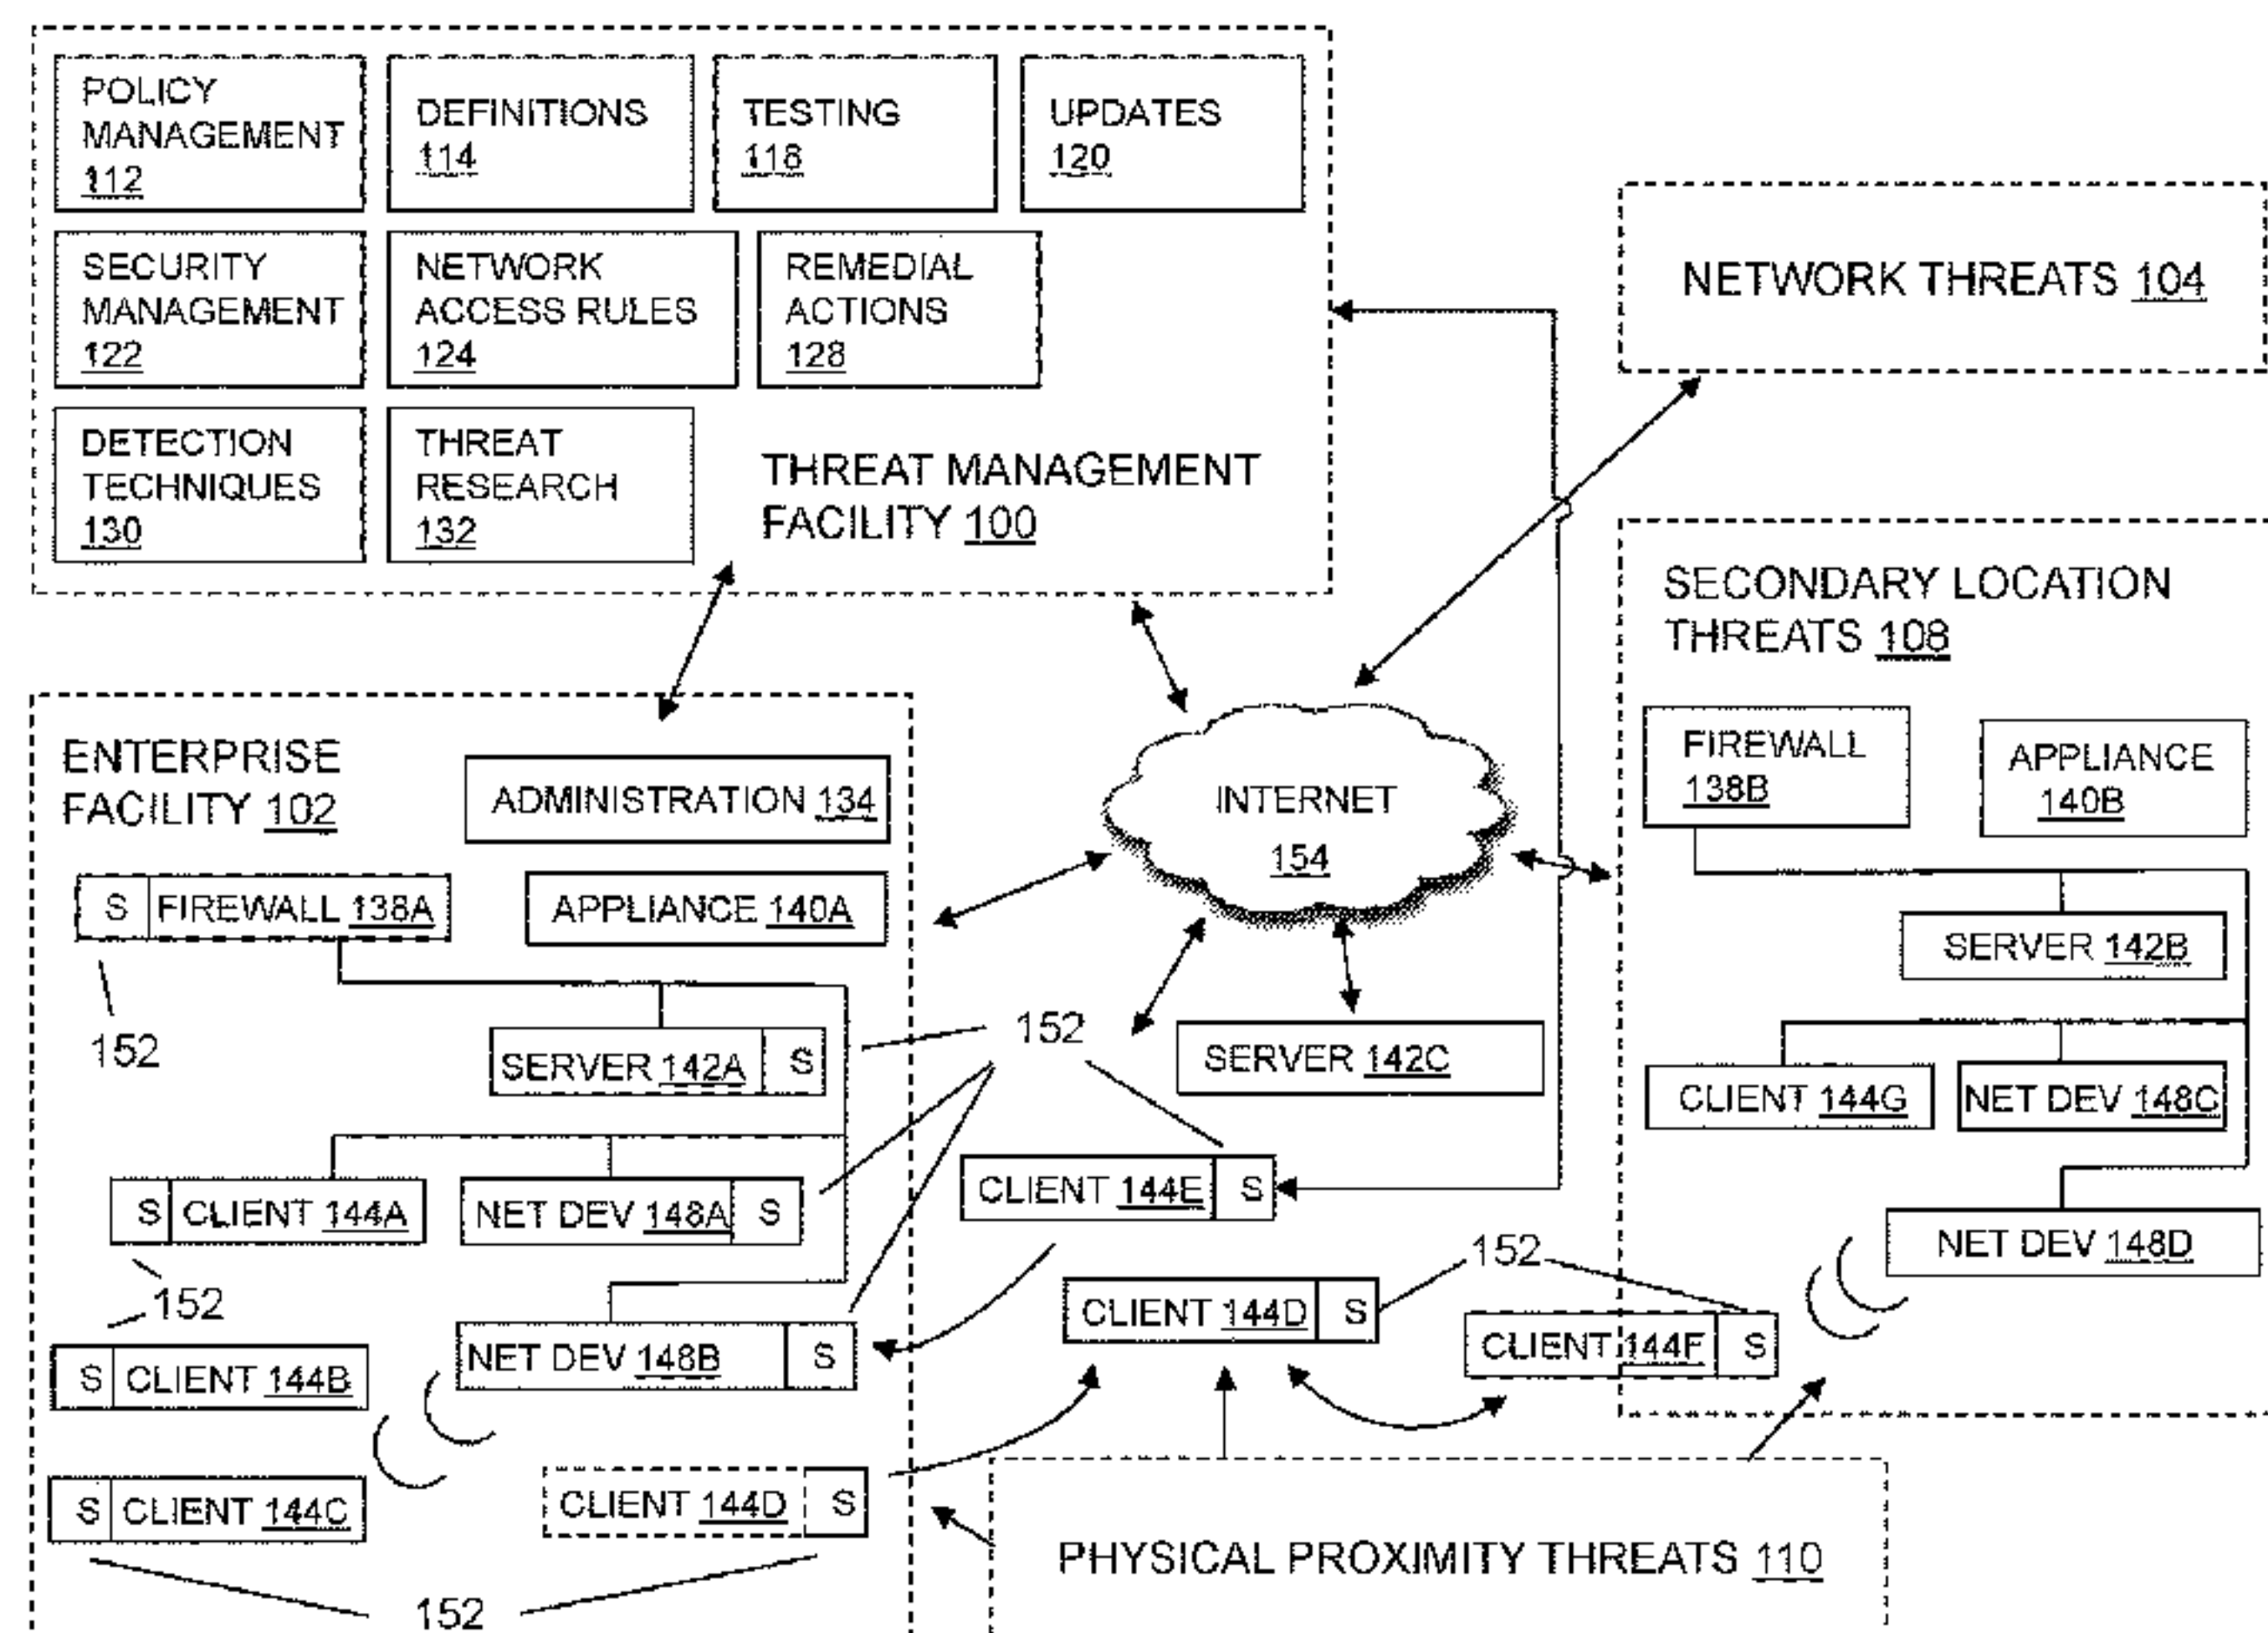 POLICY
MANAGEMENT
112
DEFINITIONS
114
TESTING
118
UPDATES
120
SECURITY
MANAGEMENT
122
NETWORK
ACCESS RULES
124
REMEDIAL
ACTIONS
128
DETECTION
TECHNIQUES
130
THREAT
RESEARCH
132
THREAT MANAGEMENT
FACILITY 100
NETWORK THREATS 104
SECONDARY LOCATION
THREATS 108
FIREWALL
138B
APPLIANCE
140B
SERVER 142B
CLIENT 144G
NET DEV 148C
NET DEV 148D
ENTERPRISE
FACILITY 102
ADMINISTRATION 134
S FIREWALL 138A
APPLIANCE 140A
152
SERVER 142A S
INTERNET
154
152
SERVER 142C
S CLIENT 144A
NET DEV 148A S
CLIENT 144E S
152
152
CLIENT 144D S
CLIENT 144F S
S CLIENT 144B
NET DEV 148B S
S CLIENT 144C
CLIENT 144D S
152
PHYSICAL PROXIMITY THREATS 110